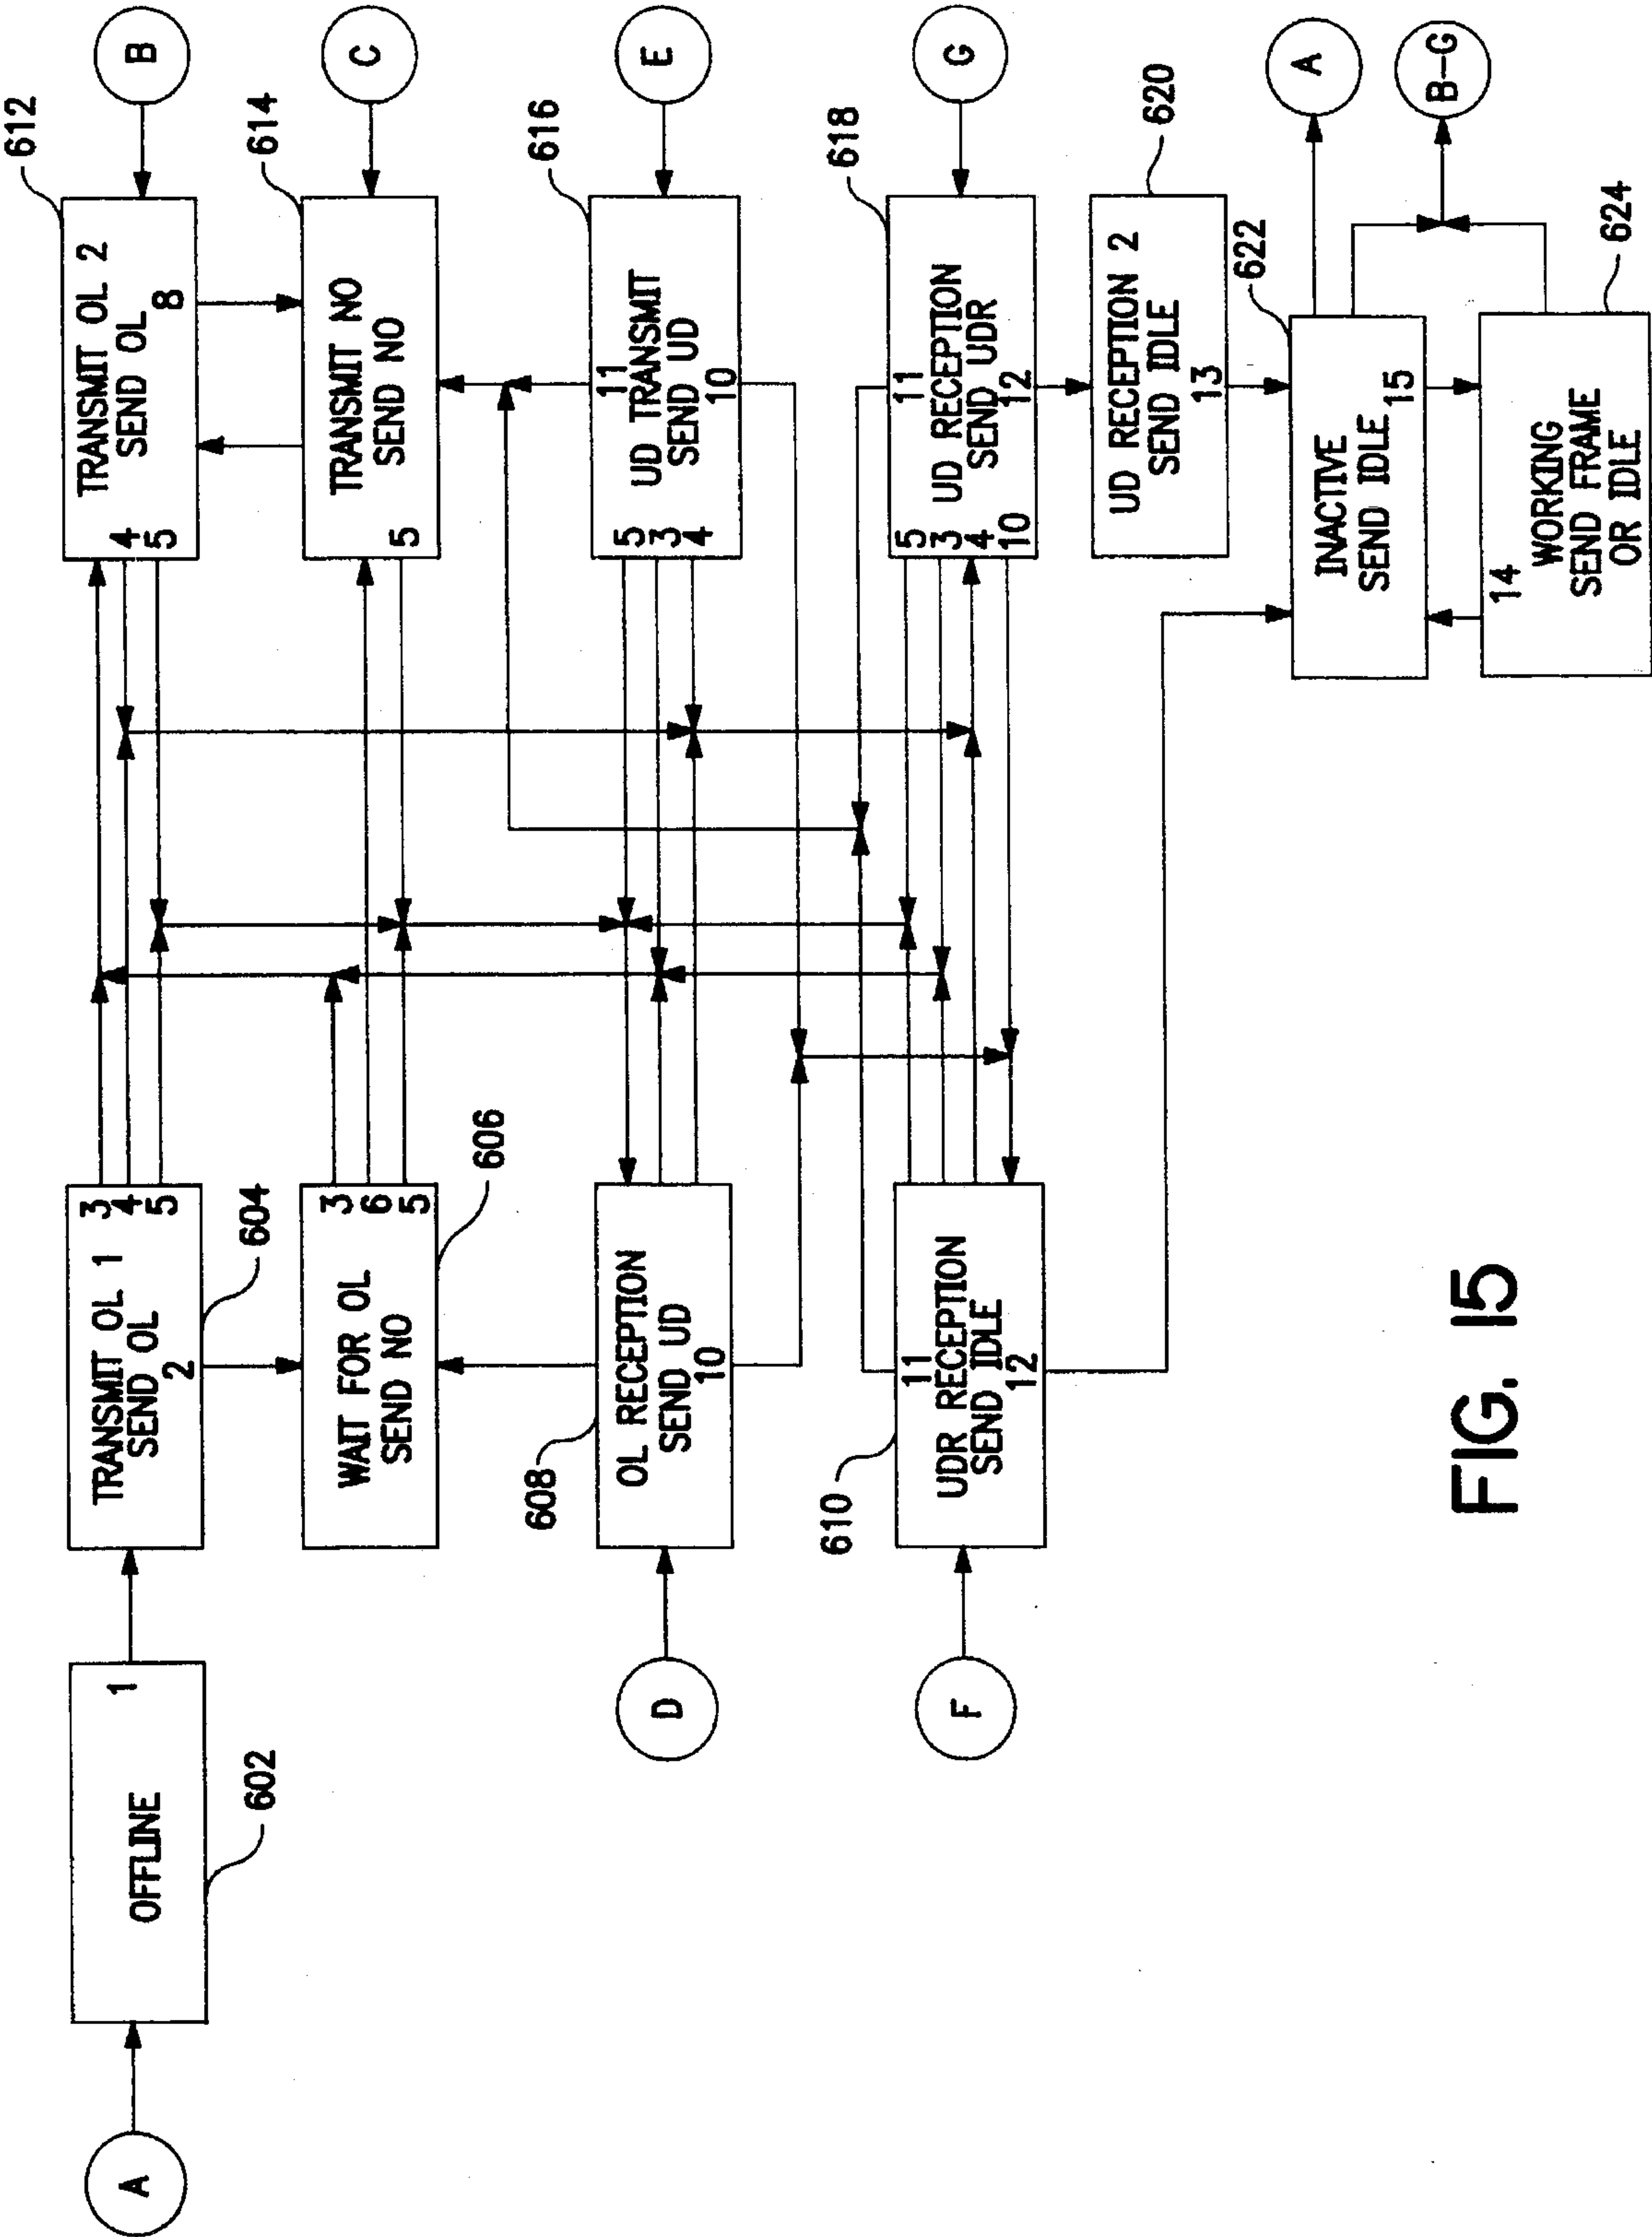 A
OFFLINE
1
602
TRANSMIT OL 1
SEND OL
2
3
4
5
604
WAIT FOR OL
SEND NO
3
6
5
606
D
OL RECEPTION
SEND UD
10
608
F
11
UDR RECEPTION
SEND IDLE
12
610
TRANSMIT OL 2
SEND OL
8
4
5
612
B
TRANSMIT NO
SEND NO
5
614
C
11
UD TRANSMIT
SEND UD
10
5
3
4
616
E
11
UD RECEPTION
SEND UDR
12
5
3
4
10
618
G
UD RECEPTION 2
SEND IDLE
13
620
INACTIVE
SEND IDLE
15
622
A
14
WORKING
SEND FRAME
OR IDLE
624
B-G
FIG. 15